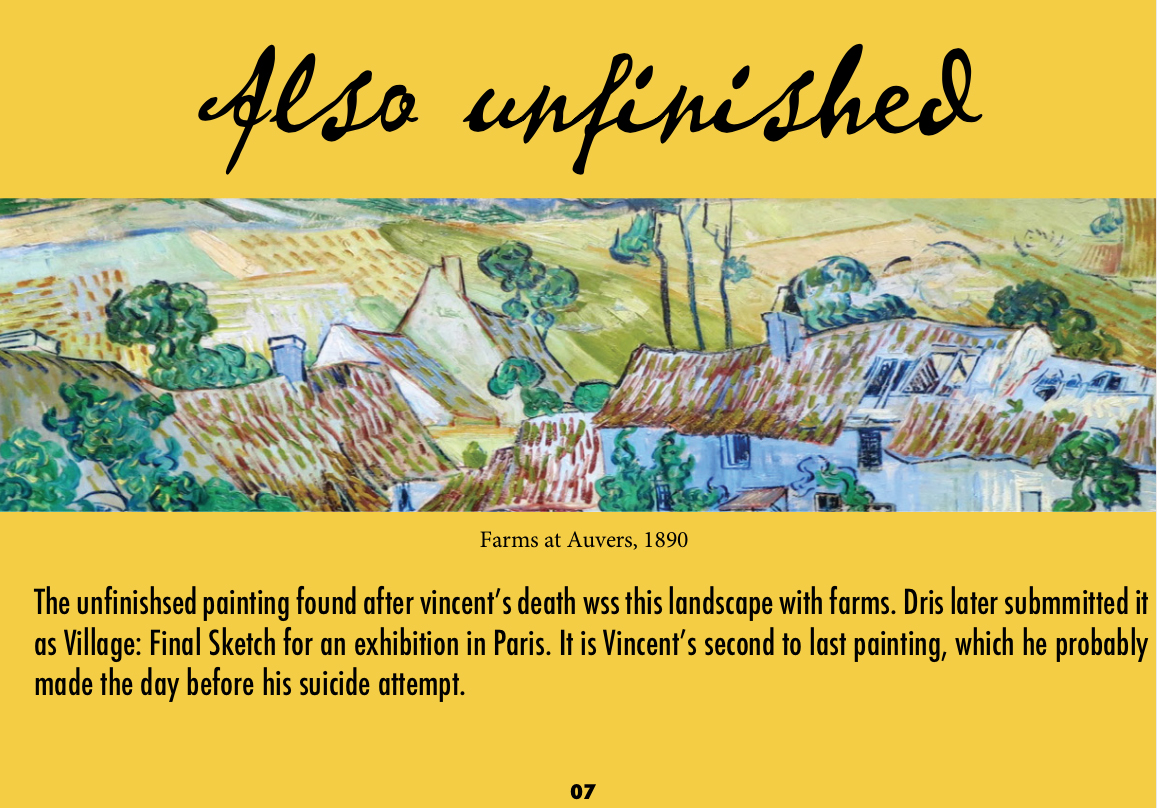 Also unfinished
Farms at Auvers, 1890
The unfinishsed painting found after vincent's death wss this landscape with farms. Dris later submmitted it
as Village: Final Sketch for an exhibition in Paris. It is Vincent's second to last painting, which he probably
made the day before his suicide attempt.
07